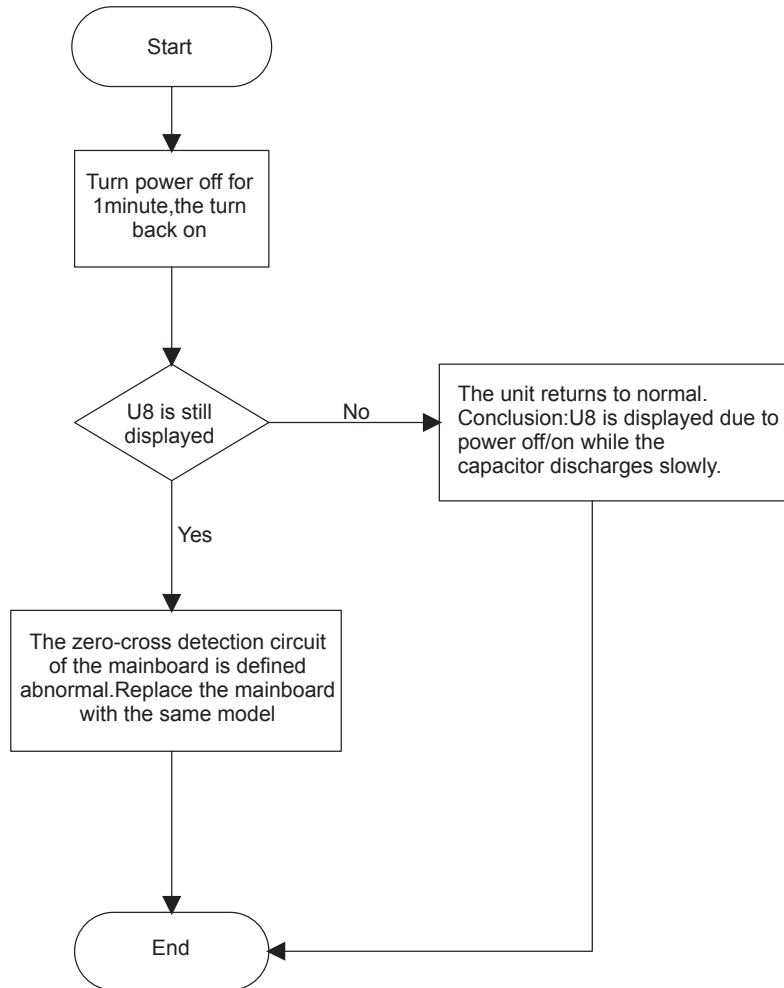 Start
Turn power off for
1minute,the turn
back on
U8 is still
displayed
No
The unit returns to normal.
Conclusion:U8 is displayed due to
power off/on while the
capacitor discharges slowly.
Yes
The zero-cross detection circuit
of the mainboard is defined
abnormal.Replace the mainboard
with the same model
End